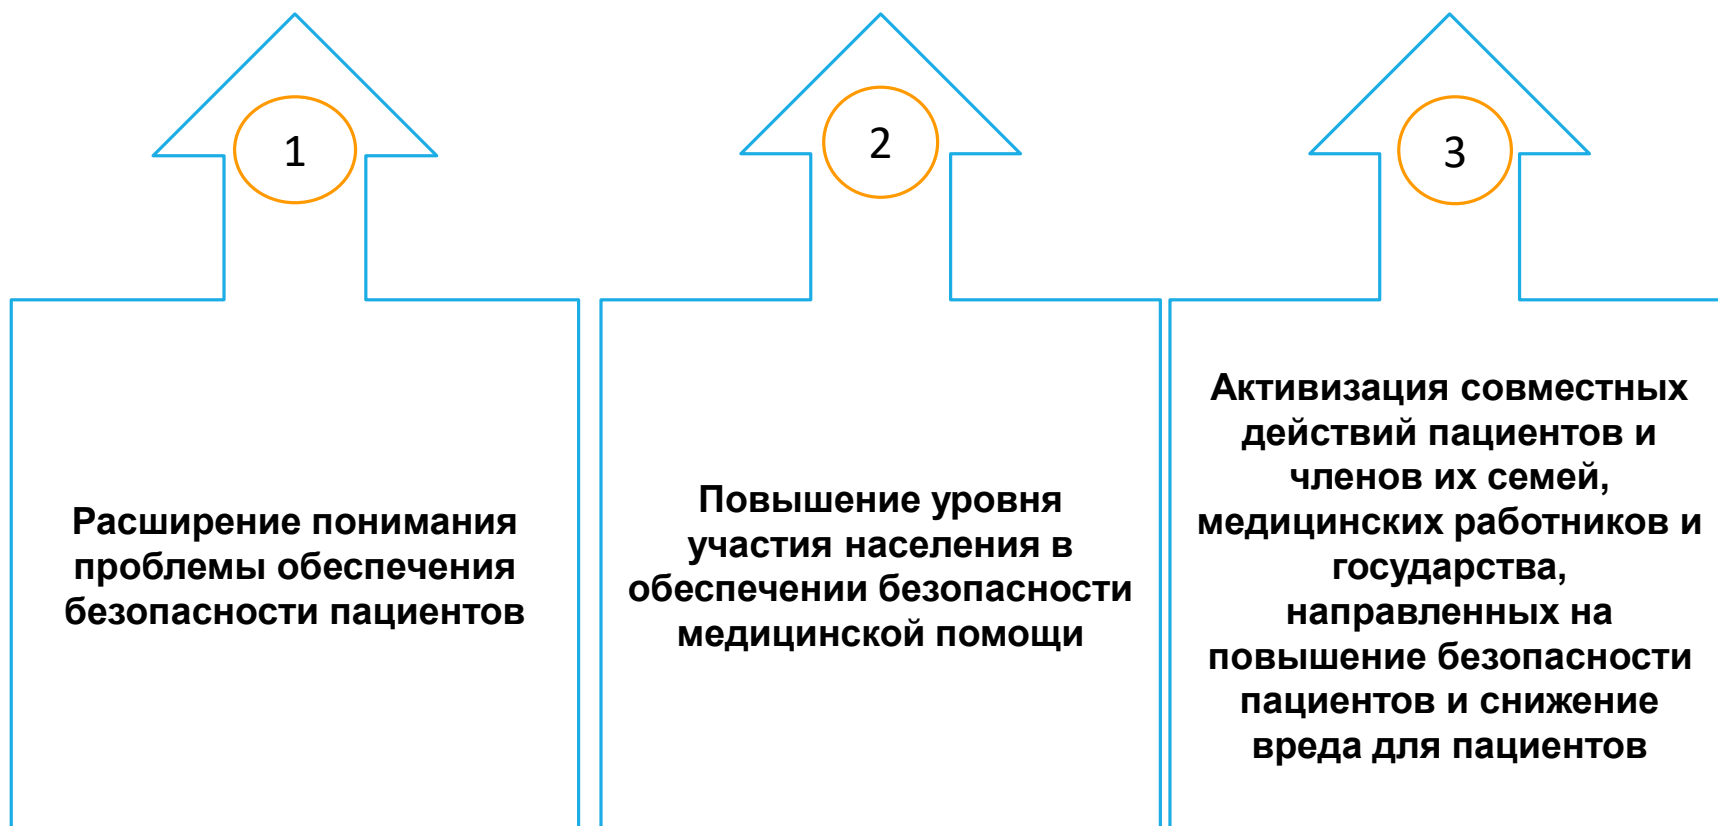 1
Расширение понимания
проблемы обеспечения
безопасности пациентов
2
Повышение уровня
участия населения в
обеспечении безопасности
медицинской помощи
3
Активизация совместных
действий пациентов и
членов их семей,
медицинских работников и
государства,
направленных на
повышение безопасности
пациентов и снижение
вреда для пациентов